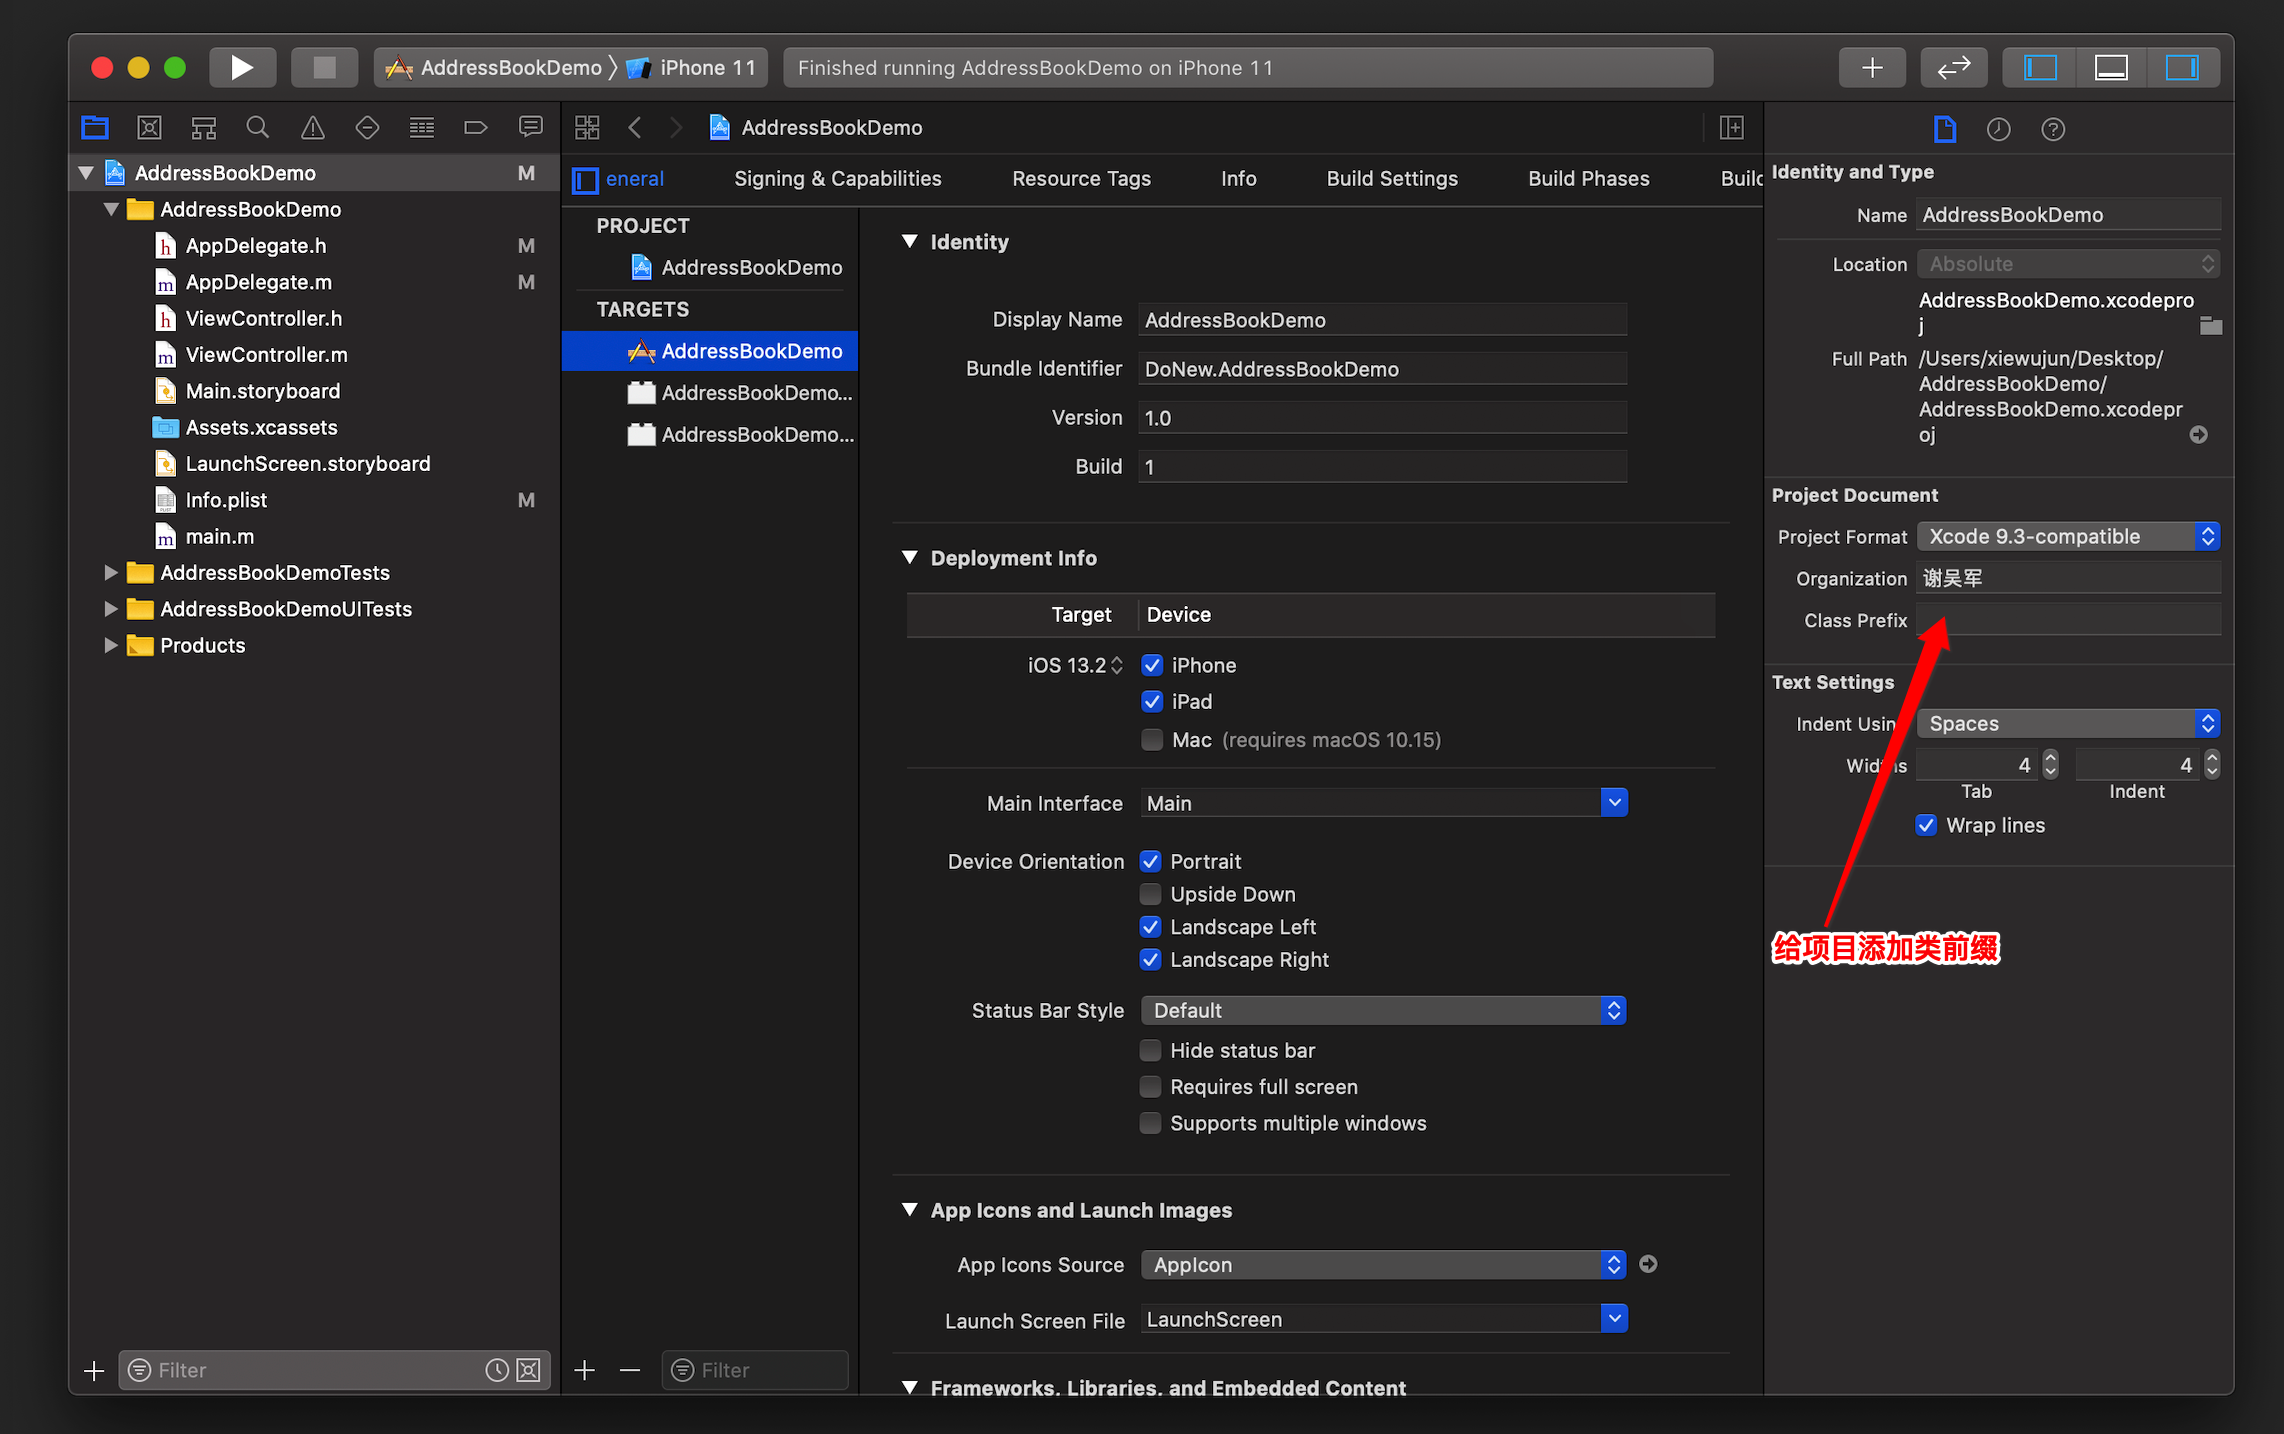 AddressBookDemo
iPhone 11
Finished running AddressBookDemo on iPhone 11
AddressBookDemo M
AddressBookDemo
h AppDelegate.h M
m AppDelegate.m M
h ViewController.h
m ViewController.m
Main.storyboard
Assets.xcassets
LaunchScreen.storyboard
Info.plist M
m main.m
AddressBookDemoTests
AddressBookDemoUITests
Products
Filter
AddressBookDemo
eneral
Signing & Capabilities
Resource Tags
Info
Build Settings
Build Phases
Build
PROJECT
AddressBookDemo
TARGETS
AddressBookDemo
AddressBookDemo...
AddressBookDemo...
Filter
Identity
Display Name AddressBookDemo
Bundle Identifier DoNew.AddressBookDemo
Version 1.0
Build 1
Deployment Info
Target Device
iOS 13.2 iPhone
iPad
Mac (requires macOS 10.15)
Main Interface Main
Device Orientation Portrait
Upside Down
Landscape Left
Landscape Right
Status Bar Style Default
Hide status bar
Requires full screen
Supports multiple windows
App Icons and Launch Images
App Icons Source AppIcon
Launch Screen File LaunchScreen
Frameworks, Libraries, and Embedded Content
Identity and Type
Name AddressBookDemo
Location Absolute
AddressBookDemo.xcodepro
j
Full Path /Users/xiewujun/Desktop/
AddressBookDemo/
AddressBookDemo.xcodepr
oj
Project Document
Project Format Xcode 9.3-compatible
Organization 谢吴军
Class Prefix
Text Settings
Indent Usin Spaces
Widths 4 4
Tab Indent
Wrap lines
给项目添加类前缀